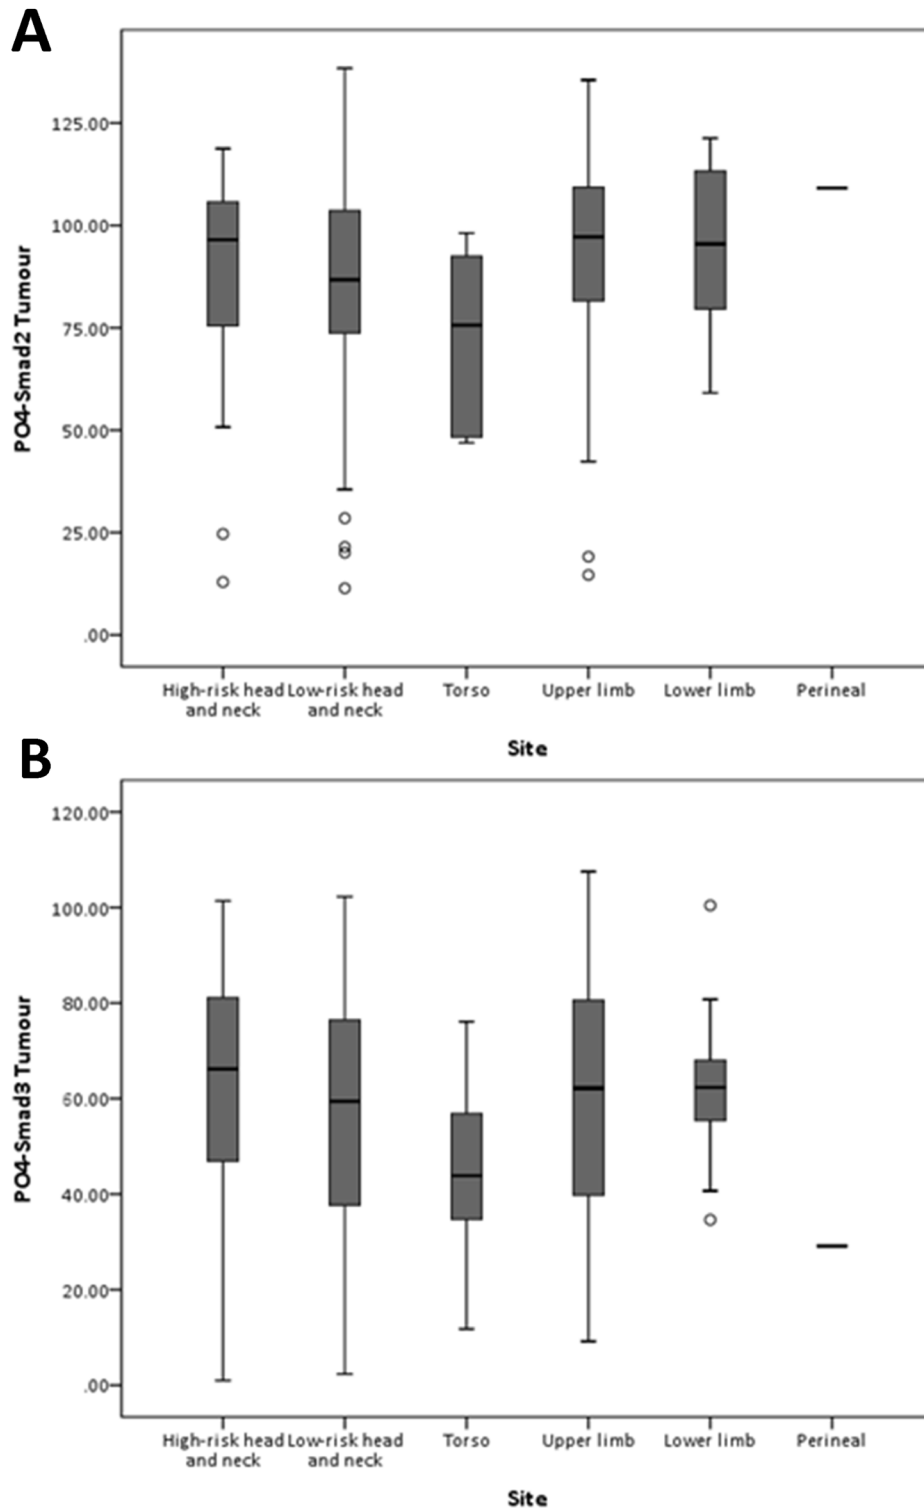 A
125.00
100.00
75.00
50.00
25.00
.00
PO4-Smad2 Tumour
High-risk head and neck
Low-risk head and neck
Torso
Upper limb
Lower limb
Perineal
Site
B
120.00
100.00
80.00
60.00
40.00
20.00
.00
PO4-Smad3 Tumour
High-risk head and neck
Low-risk head and neck
Torso
Upper limb
Lower limb
Perineal
Site